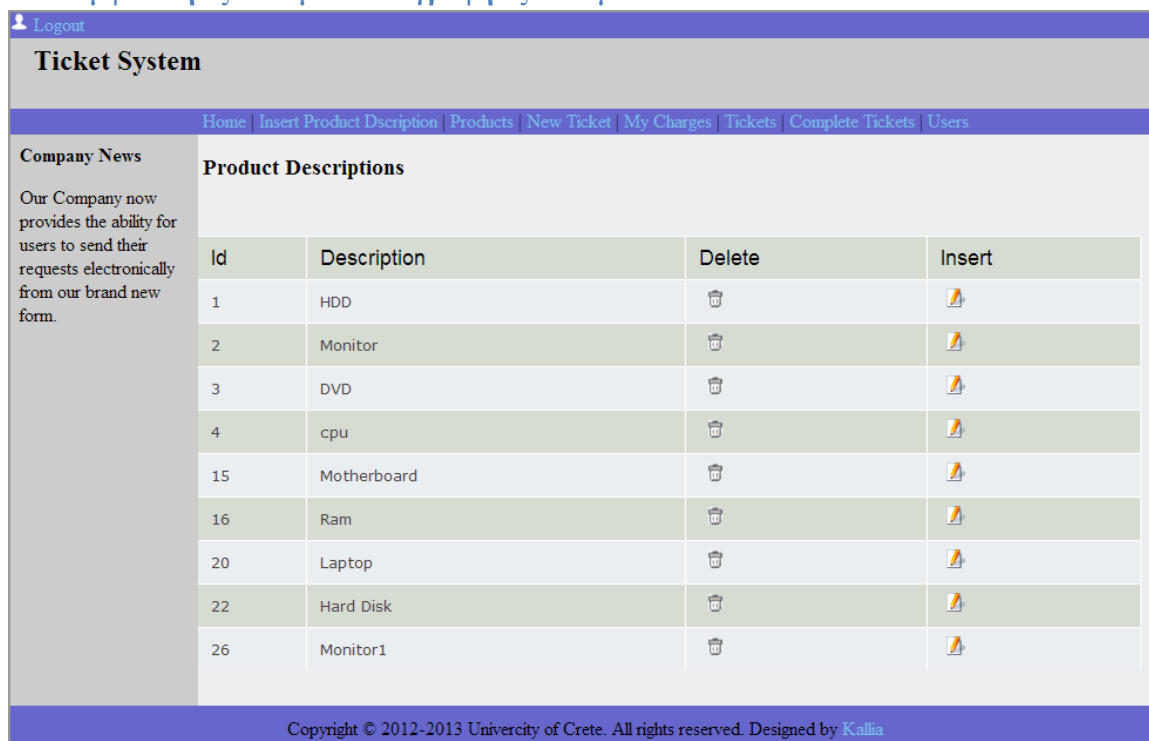 Logout
Ticket System
Home | Insert Product Dscription | Products | New Ticket | My Charges | Tickets | Complete Tickets | Users
Company News
Our Company now
provides the ability for
users to send their
requests electronically
from our brand new
form.
Product Descriptions
Id Description Delete Insert
1 HDD
2 Monitor
3 DVD
4 cpu
15 Motherboard
16 Ram
20 Laptop
22 Hard Disk
26 Monitor1
Copyright © 2012-2013 Univercity of Crete. All rights reserved. Designed by Kallia